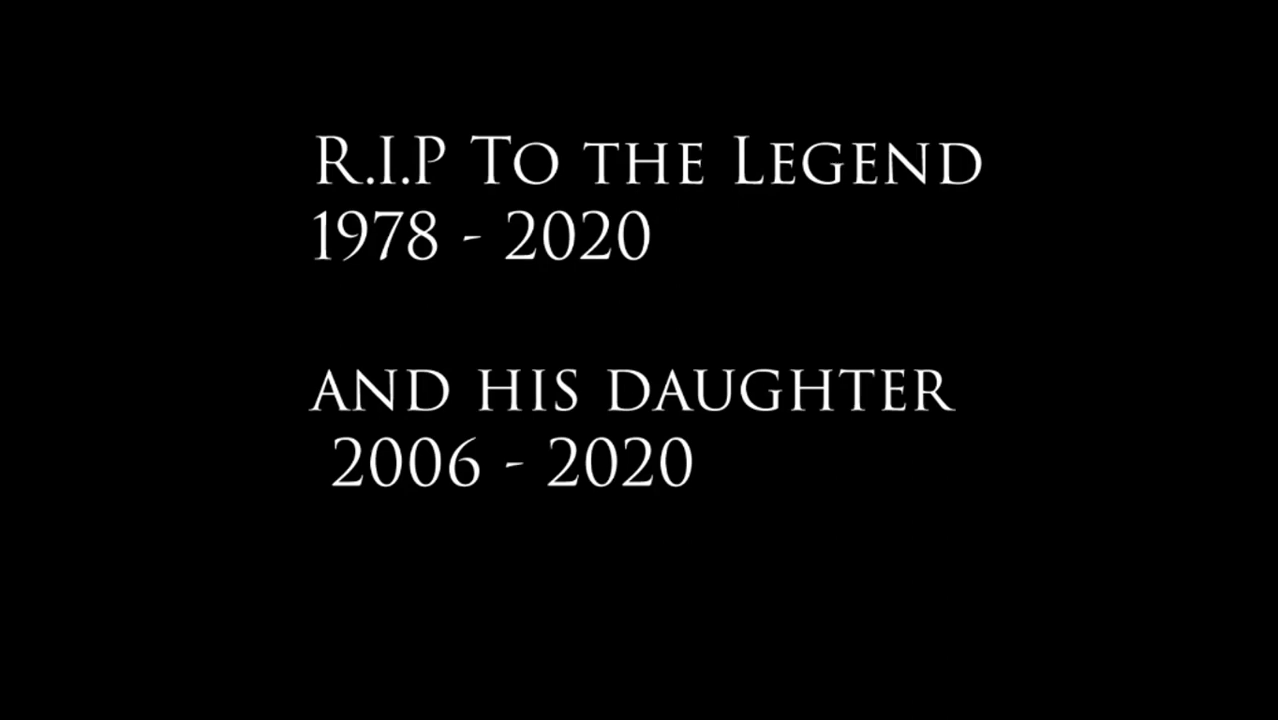 R.I.P To the Legend
1978 - 2020
and his daughter
2006 - 2020